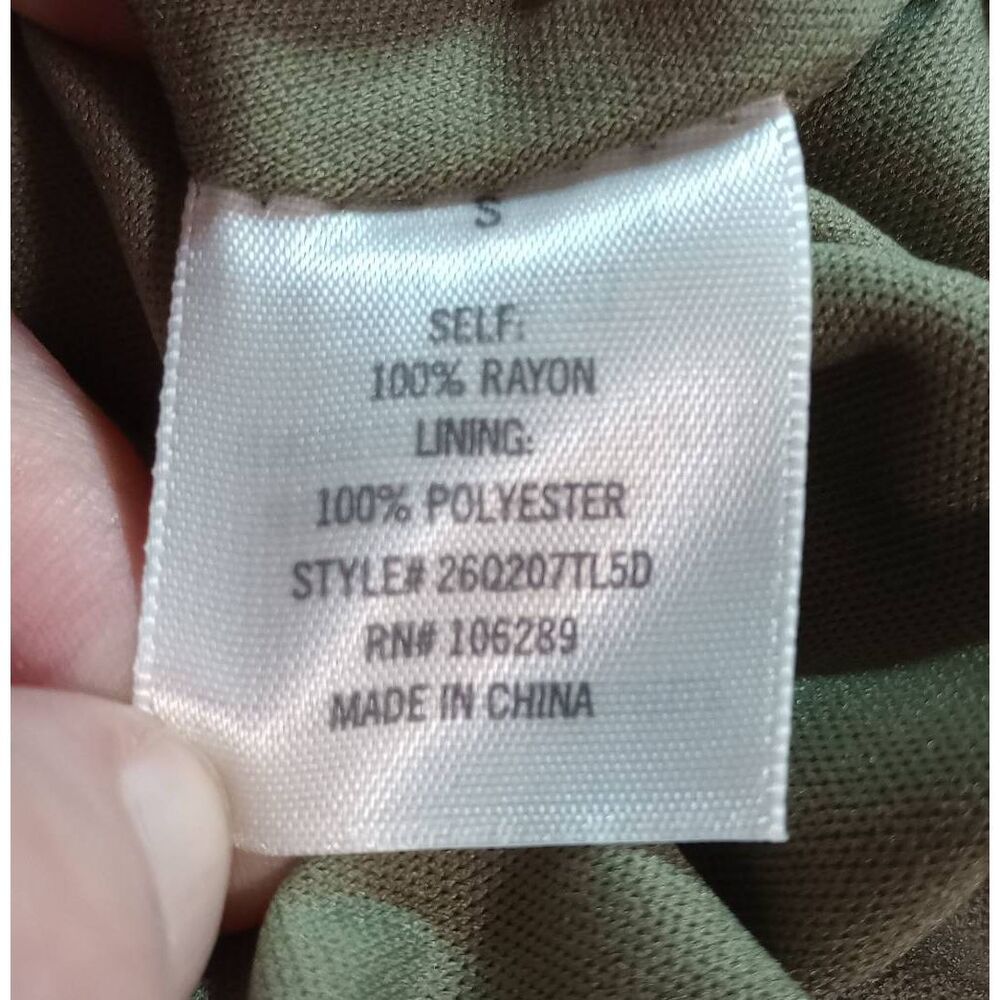 S
SELF:
100% RAYON
LINING:
100% POLYESTER
STYLE# 26Q207TL5D
RN# 106289
MADE IN CHINA